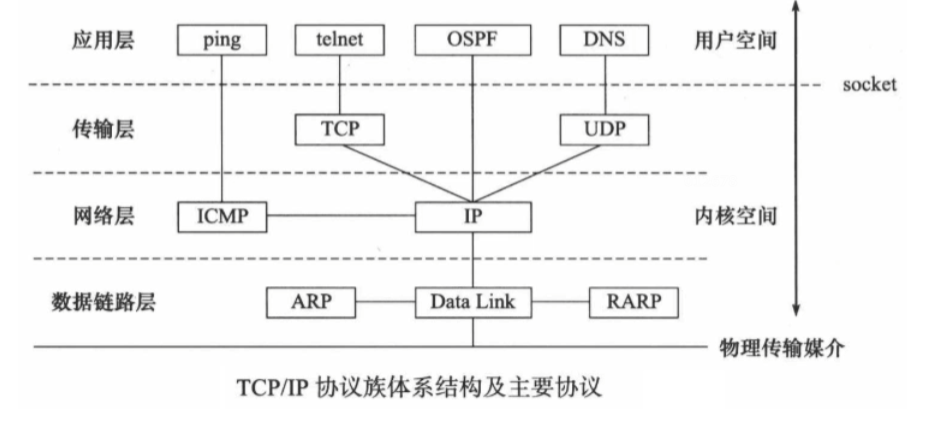 应用层 ping telnet OSPF DNS 用户空间
socket
传输层 TCP UDP
网络层 ICMP IP 内核空间
数据链路层 ARP Data Link RARP
物理传输媒介
TCP/IP 协议族体系结构及主要协议